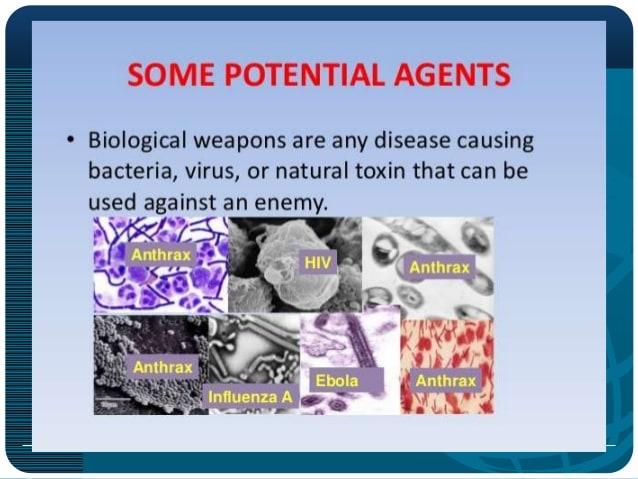 SOME POTENTIAL AGENTS
• Biological weapons are any disease causing
bacteria, virus, or natural toxin that can be
used against an enemy.
Anthrax
HIV
Anthrax
Anthrax
Influenza A
Ebola
Anthrax